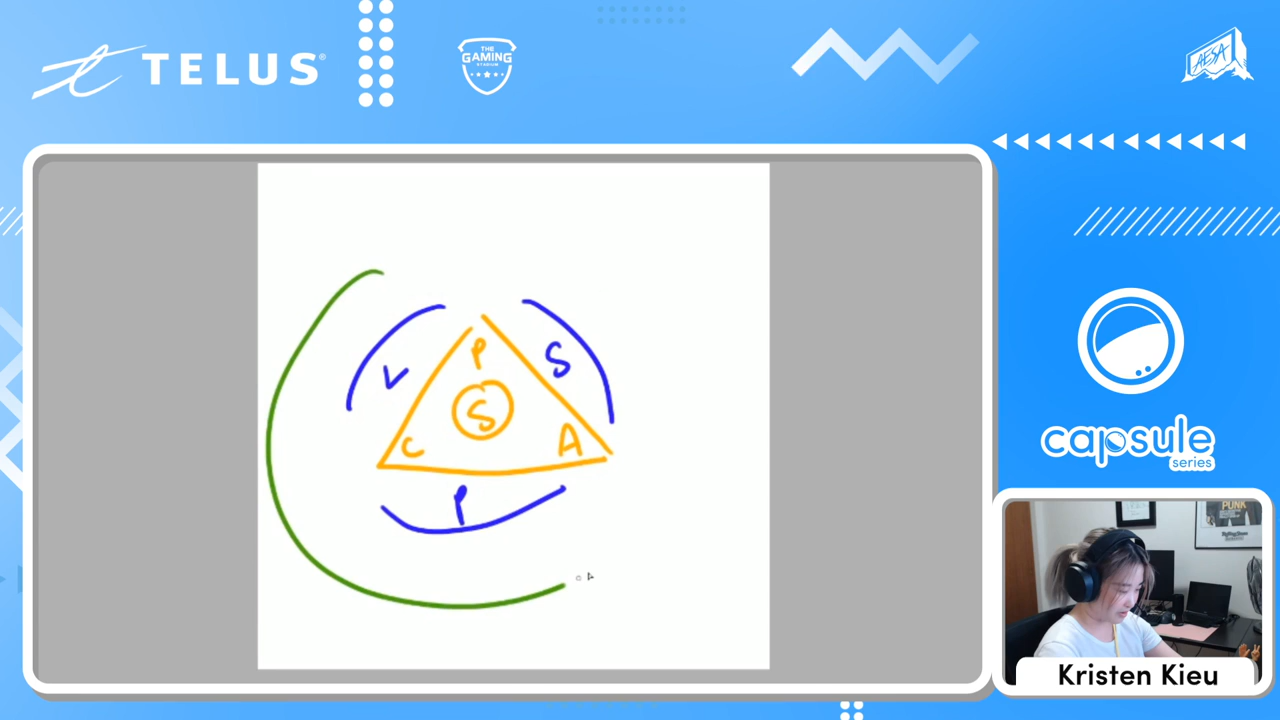 TELUS®
THE
GAMING
STADIUM
AESA
P
L
S
S
C
A
P
capsule
series
PUNK
Kristen Kieu